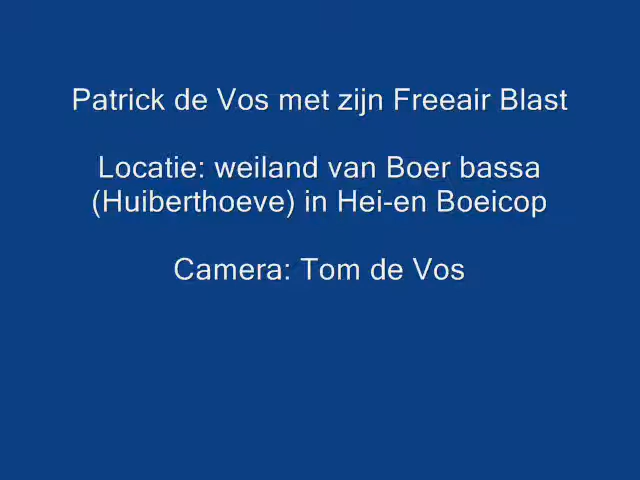 Patrick de Vos met zijn Freeair Blast
Locatie: weiland van Boer bassa
(Huiberthoeve) in Hei-en Boeicop
Camera: Tom de Vos